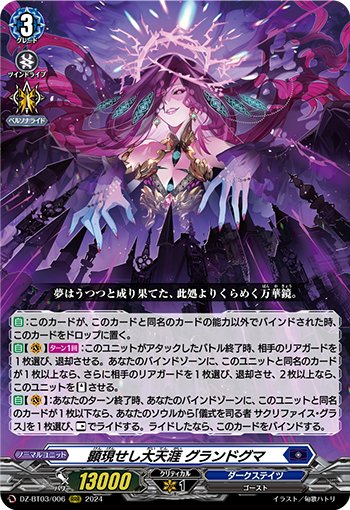 3
グレード
ツインドライブ
ペルソナライド
夢はうつつと成り果てた、此処よりくらめく万華鏡。
ばん か きょう
自:このカードが、このカードと同名のカードの能力以外でバインドされた時、
このカードをドロップに置く。
自【R】ターン1回:このユニットがアタックしたバトル終了時、相手のリアガードを
1枚選び、退却させる。あなたのバインドゾーンに、このユニットと同名のカード
が1枚以上なら、さらに相手のリアガードを1枚選び、退却させ、2枚以上なら、
このユニットを【スタンド】させる。
自【V】:あなたのターン終了時、あなたのバインドゾーンに、このユニットと同名
のカードが1枚以下なら、あなたのソウルから「儀式を司る者 サクリファイス・グラ
ス」を1枚選び、Vにライドし、このユニットをバインドする。
ノーマルユニット
顕現せし大天涯 グランドグマ
パワー
13000
クリティカル
1
ダークステイツ
ゴースト
DZ-BT03/006 RRR 2024
イラスト/匈歌ハトリ